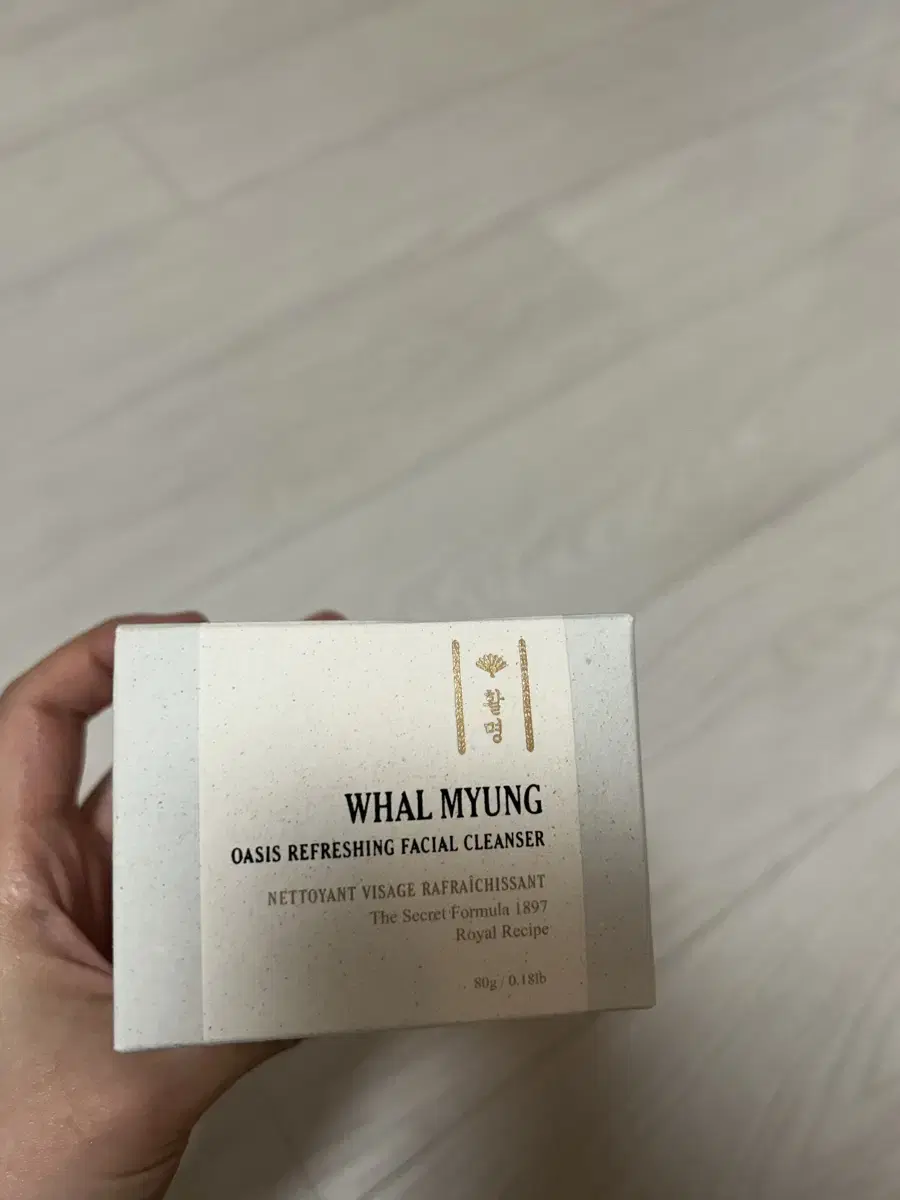 활명
WHAL MYUNG
OASIS REFRESHING FACIAL CLEANSER
NETTOYANT VISAGE RAFRAÎCHISSANT
The Secret Formula 1897
Royal Recipe
80g / 0.18lb